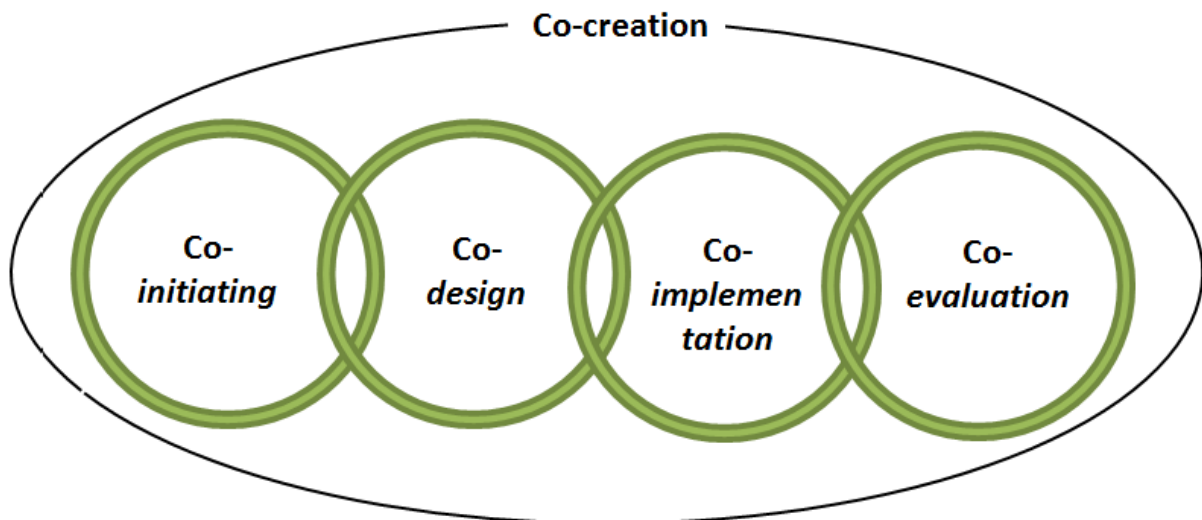 Co-creation
Co-
initiating
Co-
design
Co-
implemen
tation
Co-
evaluation